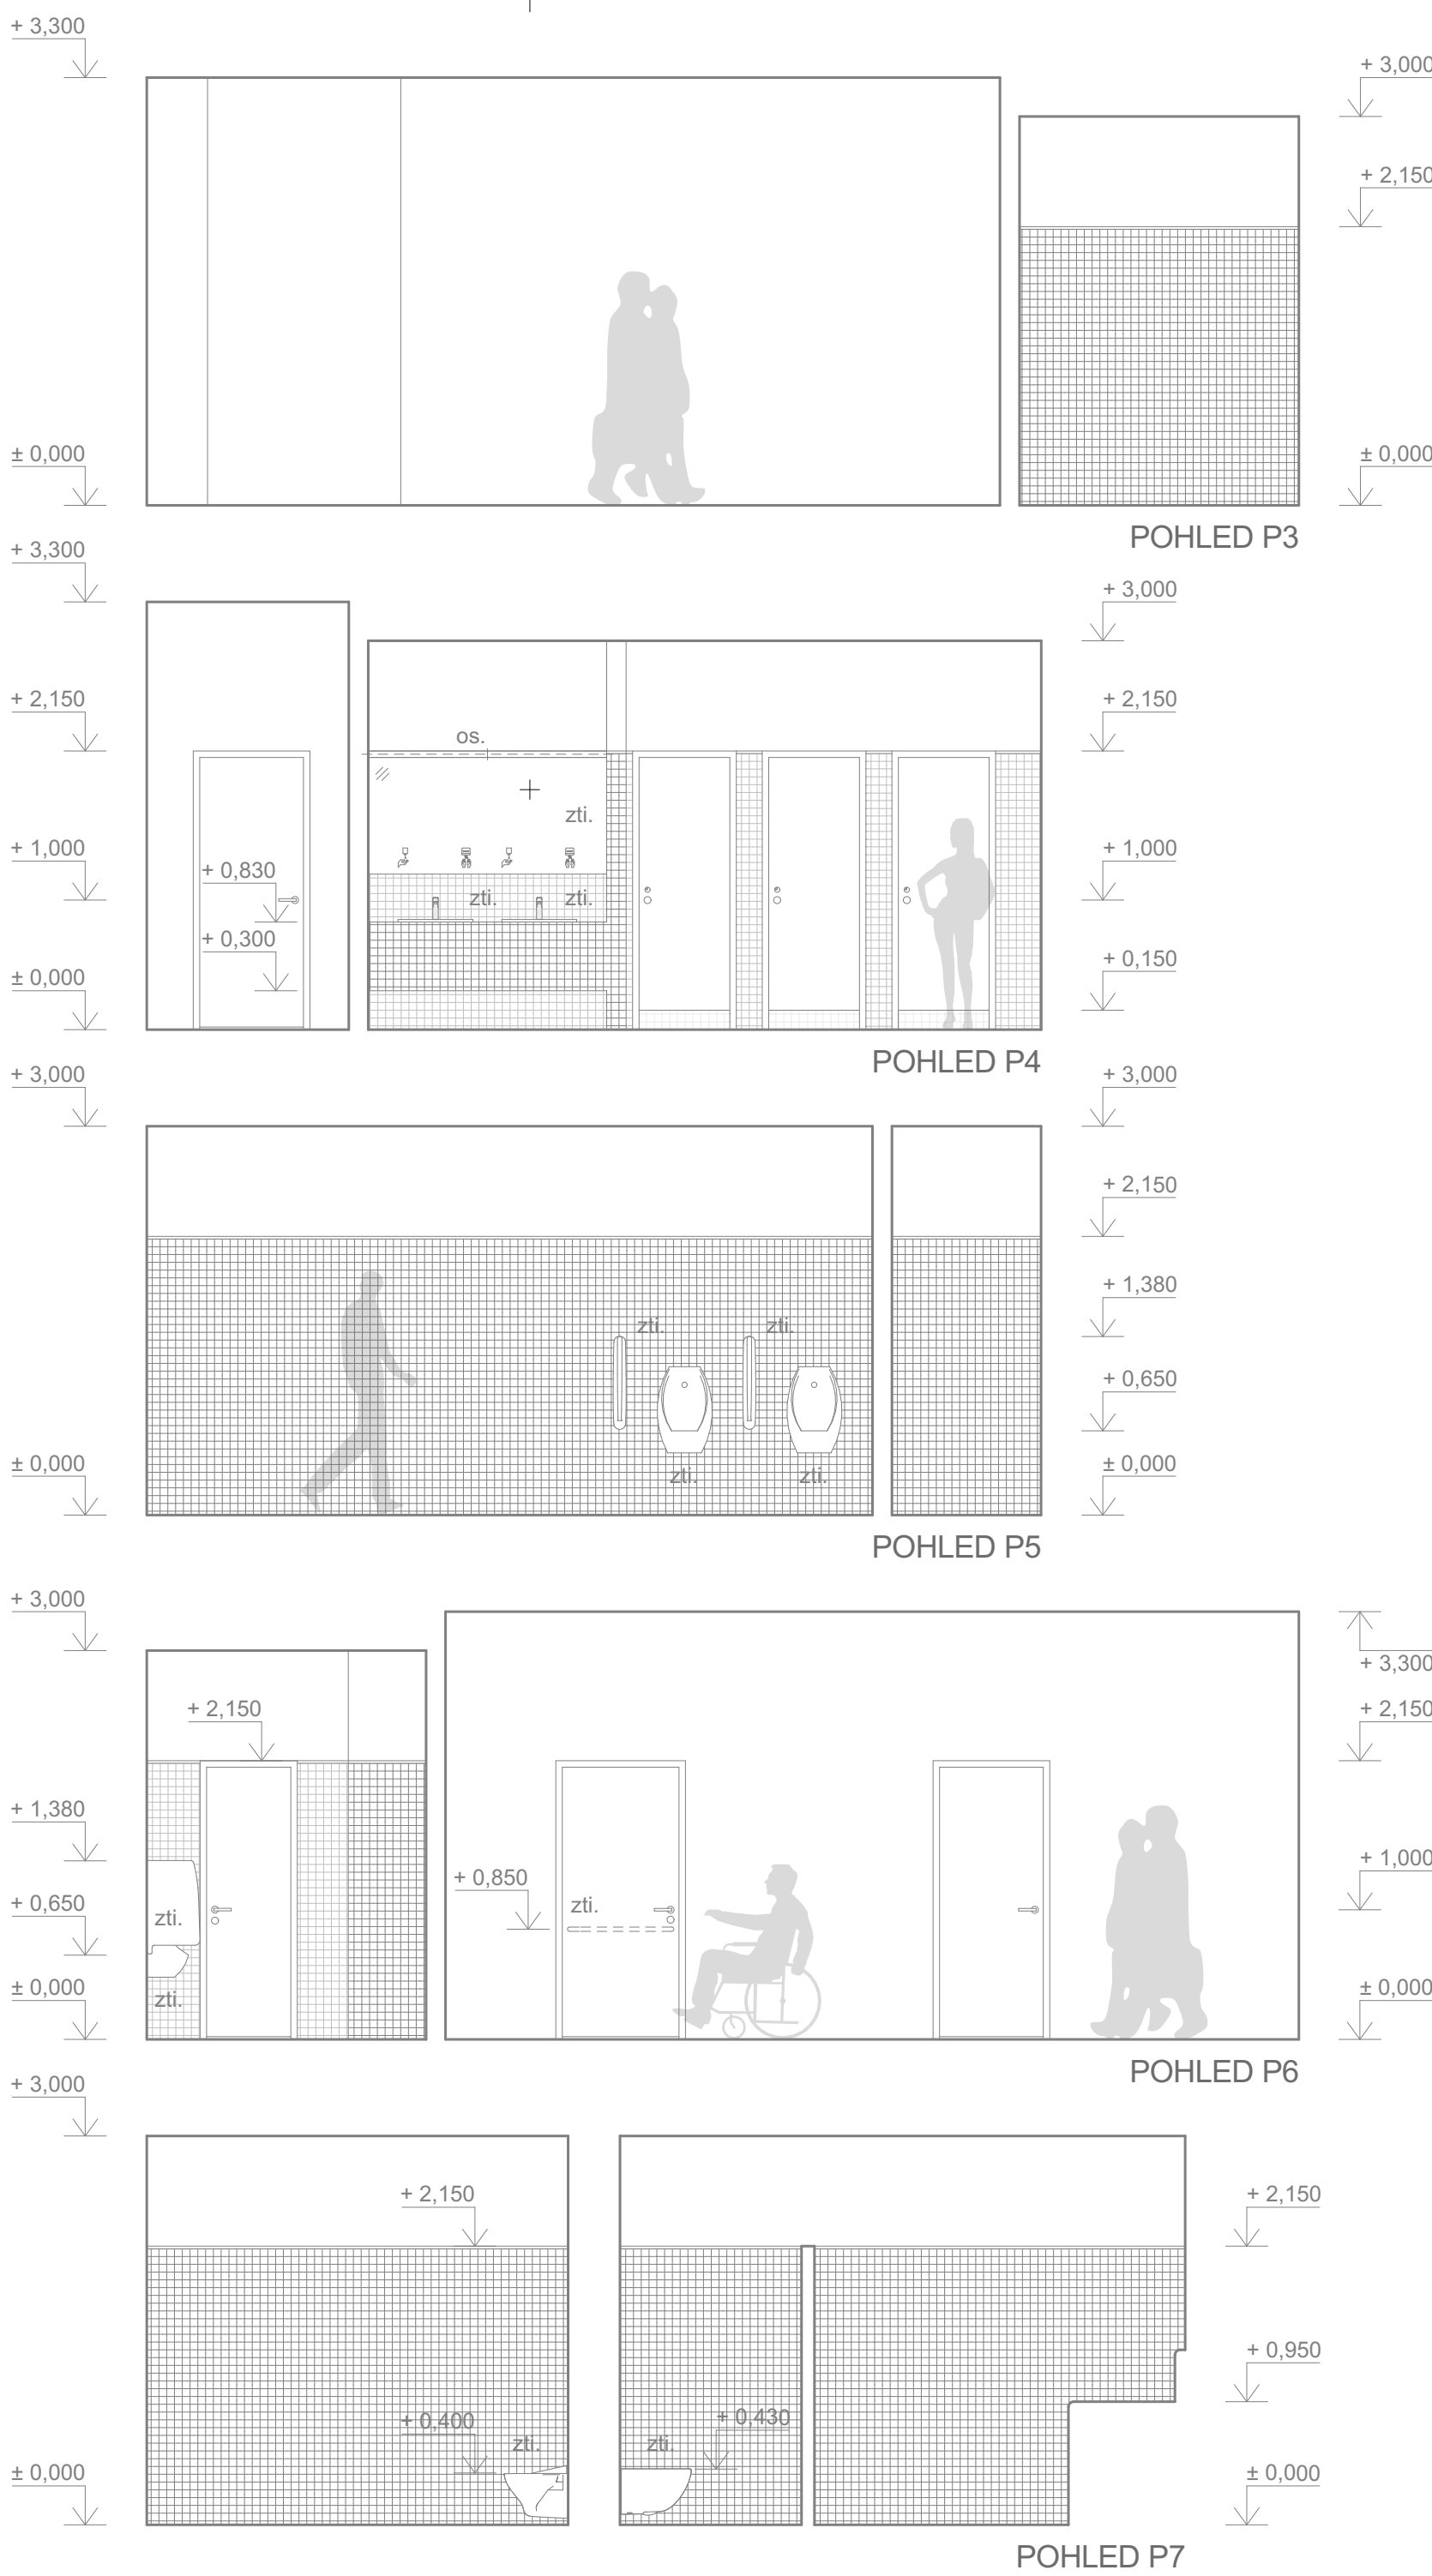 + 3,300
+ 3,000
+ 2,150
± 0,000
± 0,000
POHLED P3
+ 3,300
+ 3,000
+ 2,150
+ 2,150
os.
zti.
+ 1,000
+ 1,000
+ 0,830
zti.
zti.
+ 0,300
+ 0,150
± 0,000
POHLED P4
+ 3,000
+ 3,000
+ 2,150
+ 1,380
zti.
zti.
+ 0,650
± 0,000
± 0,000
zti.
zti.
POHLED P5
+ 3,000
+ 3,300
+ 2,150
+ 2,150
+ 1,380
+ 1,000
+ 0,850
+ 0,650
zti.
zti.
± 0,000
± 0,000
zti.
POHLED P6
+ 3,000
+ 2,150
+ 2,150
+ 0,950
+ 0,400
+ 0,430
zti.
zti.
± 0,000
± 0,000
POHLED P7